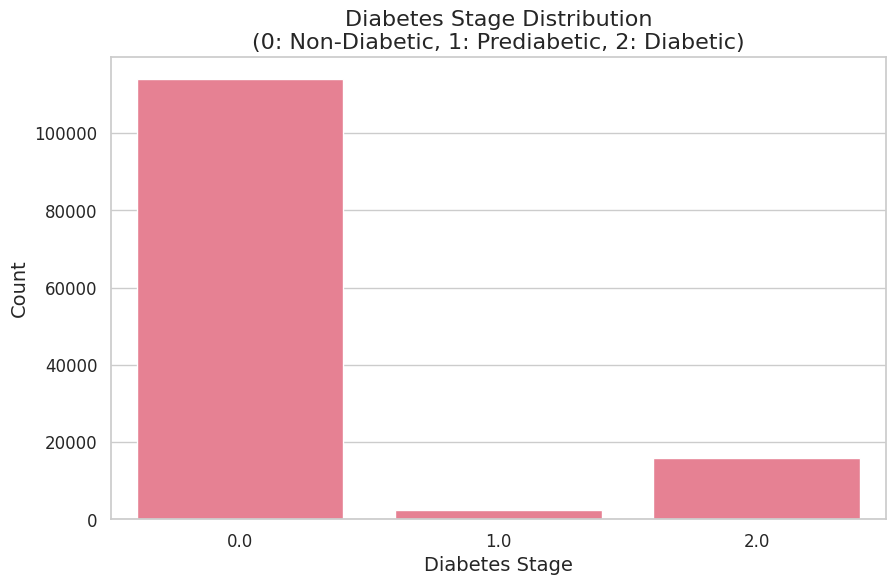 Diabetes Stage Distribution
(0: Non-Diabetic, 1: Prediabetic, 2: Diabetic)
Count
100000
80000
60000
40000
20000
0
0.0 1.0 2.0
Diabetes Stage